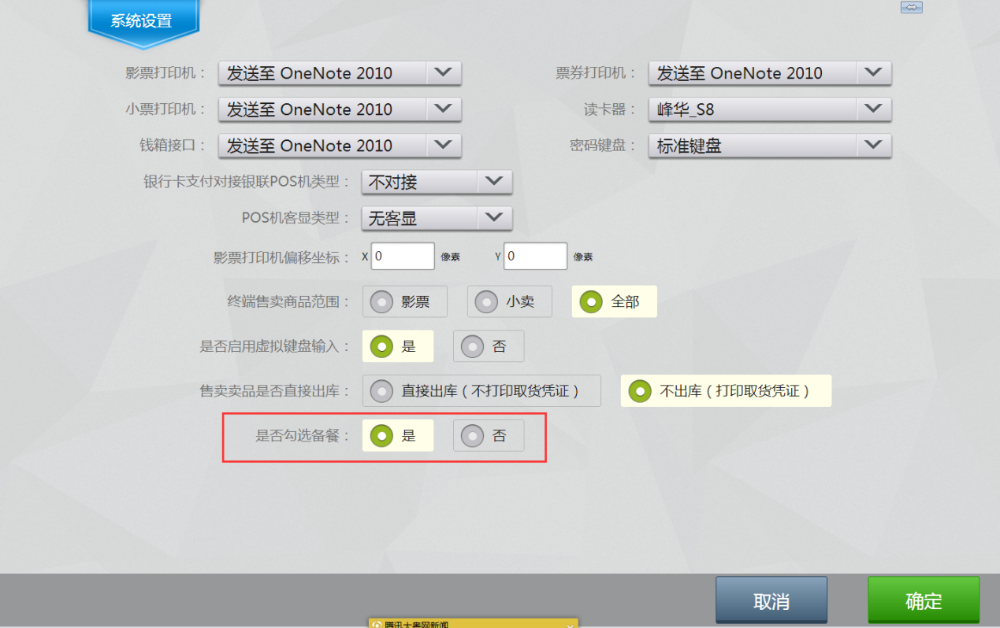 系统设置
影票打印机： 发送至 OneNote 2010 票券打印机： 发送至 OneNote 2010
小票打印机： 发送至 OneNote 2010 读卡器： 峰华_S8
钱箱接口： 发送至 OneNote 2010 密码键盘： 标准键盘
银行卡支付对接银联POS机类型： 不对接
POS机客显类型： 无客显
影票打印机偏移坐标： X 0 像素 Y 0 像素
终端售卖商品范围： 影票 小卖 全部
是否启用虚拟键盘输入： 是 否
售卖卖品是否直接出库： 直接出库（不打印取货凭证） 不出库（打印取货凭证）
是否勾选备餐： 是 否
取消 确定
腾讯大粤网新闻